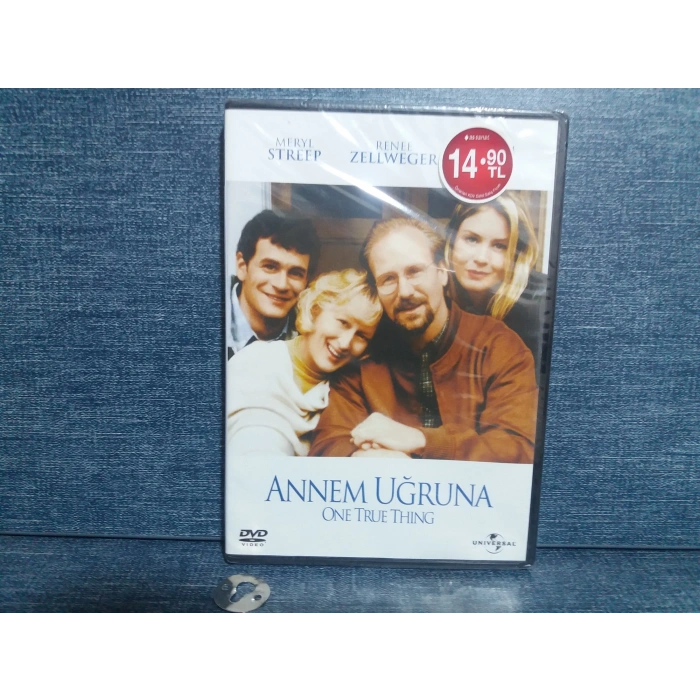 MERYL
STREEP
RENEE
ZELLWEGER
14.90
TL
ANNEM UĞRUNA
ONE TRUE THING
DVD
VIDEO
UNIVERSAL